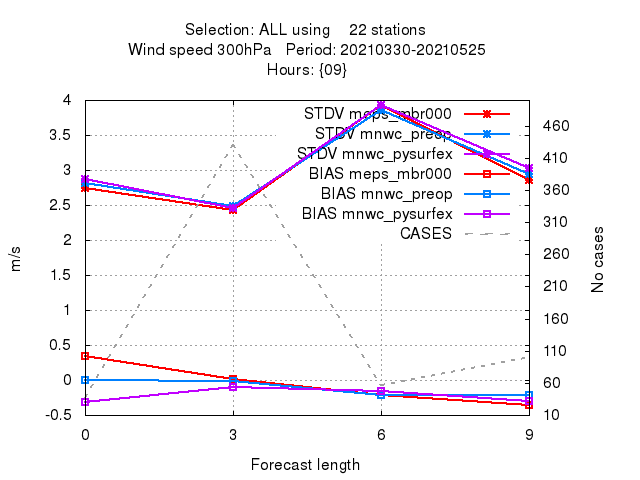 Selection: ALL using 22 stations
Wind speed 300hPa Period: 20210330-20210525
Hours: {09}
STDV meps_mbr000
STDV mnwc_preop
STDV mnwc_pysurfex
BIAS meps_mbr000
BIAS mnwc_preop
BIAS mnwc_pysurfex
CASES
4
3.5
3
2.5
2
1.5
1
0.5
0
-0.5
m/s
460
410
360
310
260
210
160
110
60
10
No cases
0 3 6 9
Forecast length